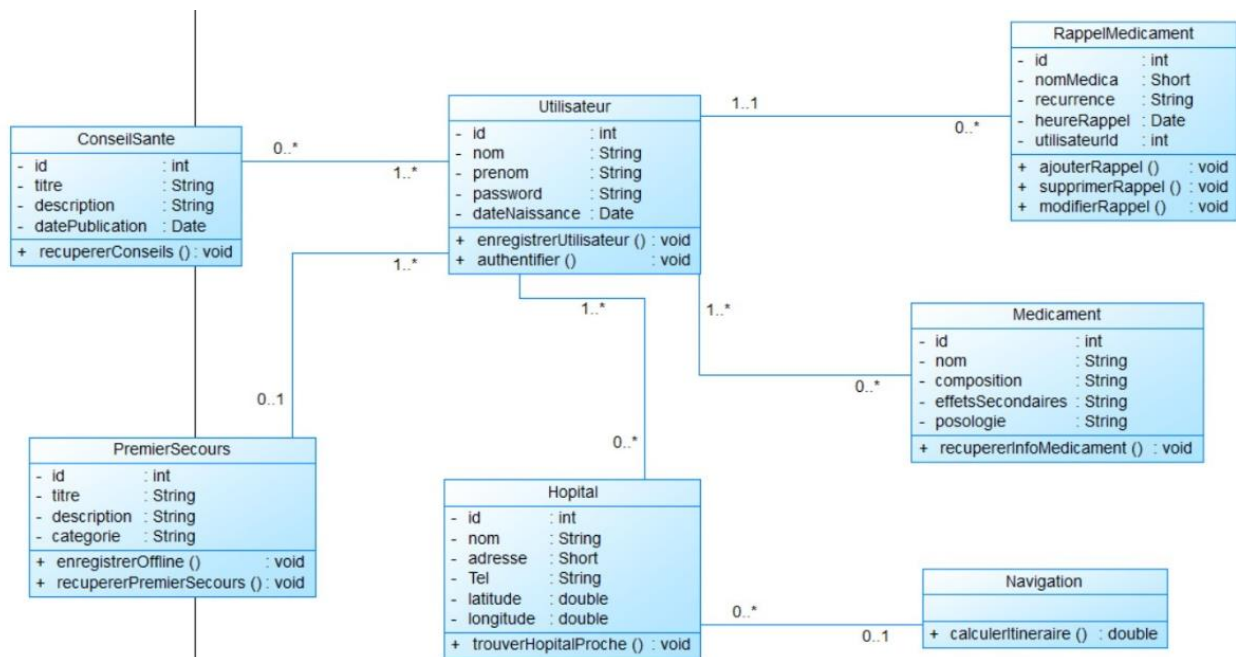 RappelMedicament
- id : int
- nomMedica : Short
- recurrence : String
- heureRappel : Date
- utilisateurId : int
+ ajouterRappel () : void
+ supprimerRappel () : void
+ modifierRappel () : void
1..1
0..*
Utilisateur
- id : int
- nom : String
- prenom : String
- password : String
- dateNaissance : Date
+ enregistrerUtilisateur () : void
+ authentifier () : void
ConseilSante
- id : int
- titre : String
- description : String
- datePublication : Date
+ recupererConseils () : void
0..*
1..*
1..*
0..1
1..*
0..*
1..*
0..*
Medicament
- id : int
- nom : String
- composition : String
- effetsSecondaires : String
- posologie : String
+ recupererInfoMedicament () : void
PremierSecours
- id : int
- titre : String
- description : String
- categorie : String
+ enregistrerOffline () : void
+ recupererPremierSecours () : void
Hopital
- id : int
- nom : String
- adresse : Short
- Tel : String
- latitude : double
- longitude : double
+ trouverHopitalProche () : void
0..*
0..1
Navigation
+ calculerItineraire () : double